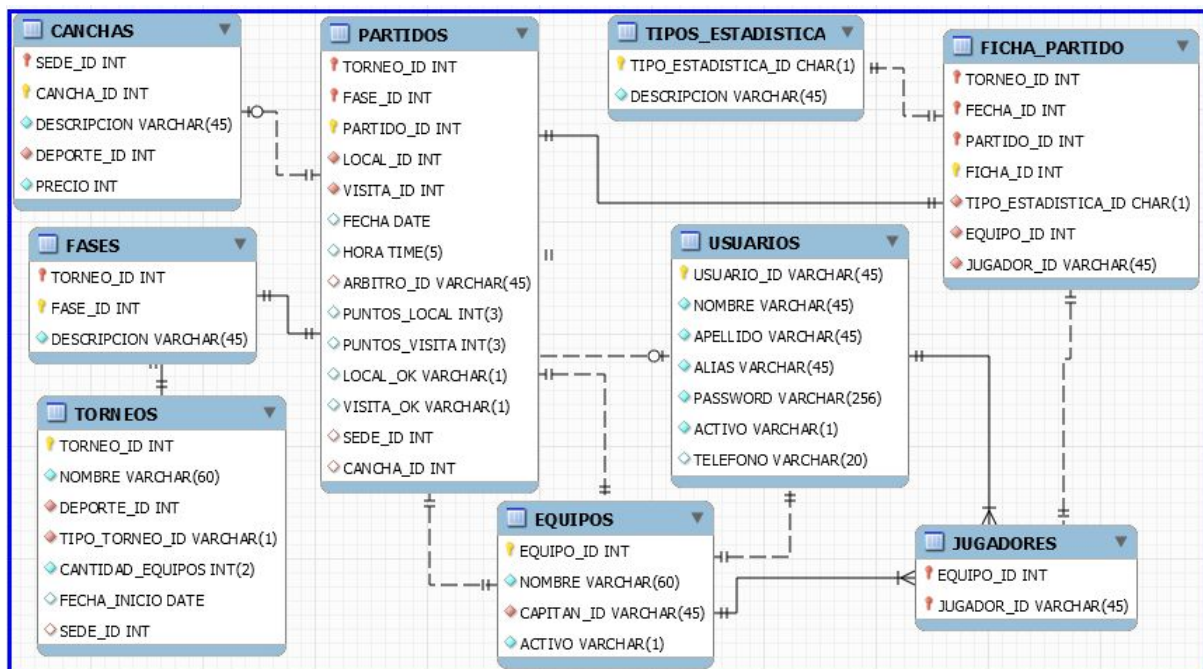 CANCHAS
SEDE_ID INT
CANCHA_ID INT
DESCRIPCION VARCHAR(45)
DEPORTE_ID INT
PRECIO INT
PARTIDOS
TORNEO_ID INT
FASE_ID INT
PARTIDO_ID INT
LOCAL_ID INT
VISITA_ID INT
FECHA DATE
HORA TIME(5)
ARBITRO_ID VARCHAR(45)
PUNTOS_LOCAL INT(3)
PUNTOS_VISITA INT(3)
LOCAL_OK VARCHAR(1)
VISITA_OK VARCHAR(1)
SEDE_ID INT
CANCHA_ID INT
TIPOS_ESTADISTICA
TIPO_ESTADISTICA_ID CHAR(1)
DESCRIPCION VARCHAR(45)
FICHA_PARTIDO
TORNEO_ID INT
FECHA_ID INT
PARTIDO_ID INT
FICHA_ID INT
TIPO_ESTADISTICA_ID CHAR(1)
EQUIPO_ID INT
JUGADOR_ID VARCHAR(45)
FASES
TORNEO_ID INT
FASE_ID INT
DESCRIPCION VARCHAR(45)
USUARIOS
USUARIO_ID VARCHAR(45)
NOMBRE VARCHAR(45)
APELLIDO VARCHAR(45)
ALIAS VARCHAR(45)
PASSWORD VARCHAR(256)
ACTIVO VARCHAR(1)
TELEFONO VARCHAR(20)
TORNEOS
TORNEO_ID INT
NOMBRE VARCHAR(60)
DEPORTE_ID INT
TIPO_TORNEO_ID VARCHAR(1)
CANTIDAD_EQUIPOS INT(2)
FECHA_INICIO DATE
SEDE_ID INT
EQUIPOS
EQUIPO_ID INT
NOMBRE VARCHAR(60)
CAPITAN_ID VARCHAR(45)
ACTIVO VARCHAR(1)
JUGADORES
EQUIPO_ID INT
JUGADOR_ID VARCHAR(45)